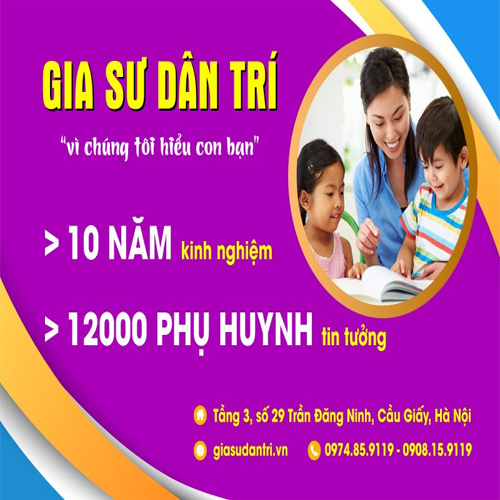 GIA SƯ DÂN TRÍ
“vì chúng tôi hiểu con bạn”
> 10 NĂM kinh nghiệm
> 12000 PHỤ HUYNH tin tưởng
Tầng 3, số 29 Trần Đăng Ninh, Cầu Giấy, Hà Nội
giasudantri.vn 0974.85.9119 - 0908.15.9119